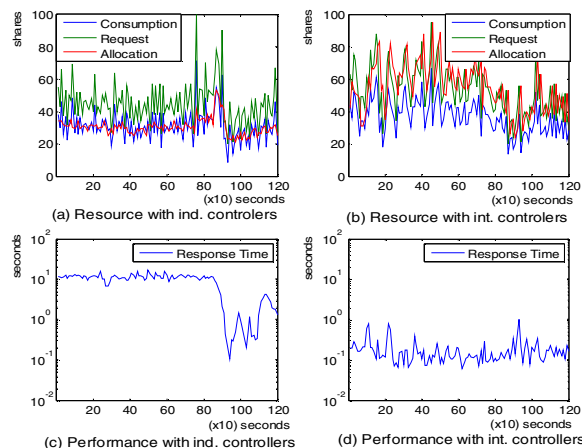 shares
100
80
60
40
20
0
Consumption
Request
Allocation
20 40 60 80 100 120
(x10) seconds
(a) Resource with ind. controlers
shares
100
80
60
40
20
0
Consumption
Request
Allocation
20 40 60 80 100 120
(x10) seconds
(b) Resource with int. controlers
seconds
10^2
10^1
10^0
10^-1
10^-2
Response Time
20 40 60 80 100 120
(x10) seconds
(c) Performance with ind. controllers
seconds
10^2
10^1
10^0
10^-1
10^-2
Response Time
20 40 60 80 100 120
(x10) seconds
(d) Performance with int. controllers